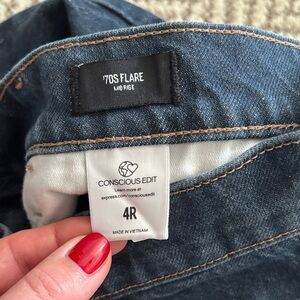 '70S FLARE
MID RISE
CONSCIOUS EDIT
Learn more at
express.com/consciousedit
4R
MADE IN VIETNAM